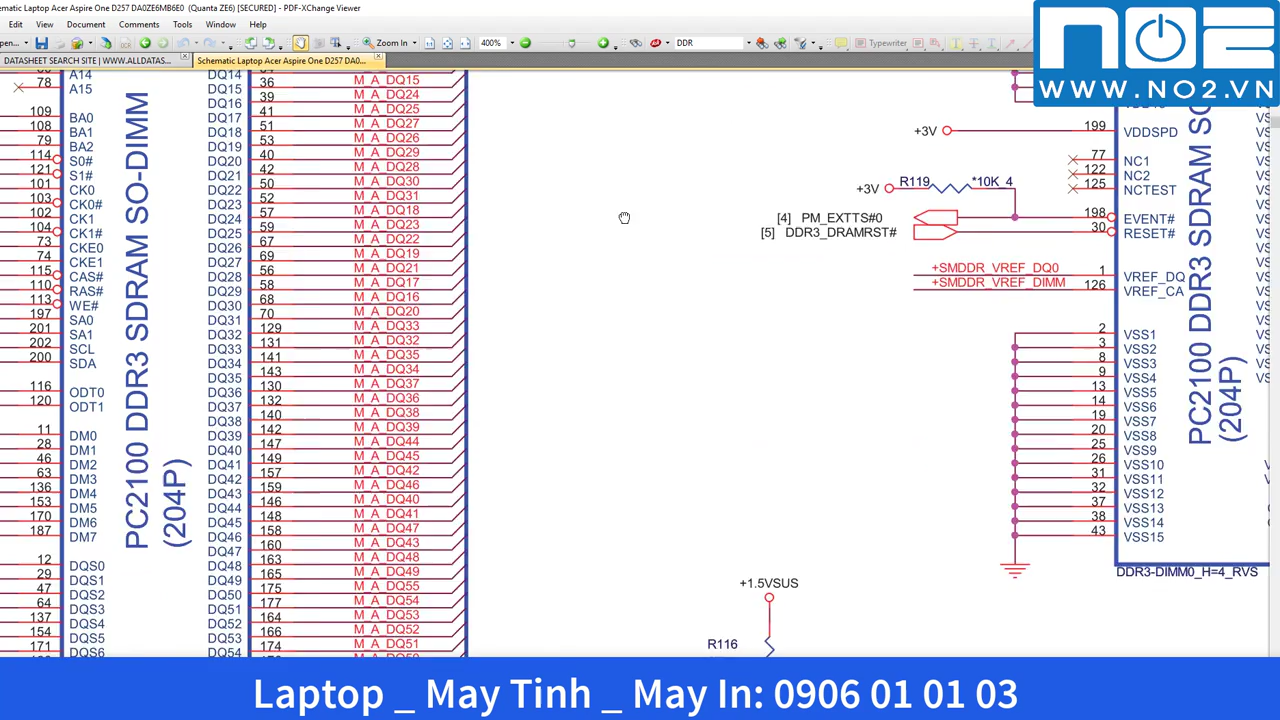 ematic Laptop Acer Aspire One D257 DA0ZE6MB6E0 (Quanta ZE6) [SECURED] - PDF-XChange Viewer
Edit View Document Comments Tools Window Help
pen... Zoom In 400% DDR Typewriter
DATASHEET SEARCH SITE | WWW.ALLDATAS... Schematic Laptop Acer Aspire One D257 DA0...
NO2
WWW.NO2.VN
A14
78 A15
109 BA0
108 BA1
79 BA2
114 S0#
121 S1#
101 CK0
103 CK0#
102 CK1
104 CK1#
73 CKE0
74 CKE1
115 CAS#
110 RAS#
113 WE#
197 SA0
201 SA1
202 SCL
200 SDA
116 ODT0
120 ODT1
11 DM0
28 DM1
46 DM2
63 DM3
136 DM4
153 DM5
170 DM6
187 DM7
12 DQS0
29 DQS1
47 DQS2
64 DQS3
137 DQS4
154 DQS5
171 DQS6
PC2100 DDR3 SDRAM SO-DIMM
(204P)
DQ14
DQ15 36 M_A_DQ15
DQ16 39 M_A_DQ24
DQ17 41 M_A_DQ25
DQ18 51 M_A_DQ27
DQ19 53 M_A_DQ26
DQ20 40 M_A_DQ29
DQ21 42 M_A_DQ28
DQ22 50 M_A_DQ30
DQ23 52 M_A_DQ31
DQ24 57 M_A_DQ18
DQ25 59 M_A_DQ23
DQ26 67 M_A_DQ22
DQ27 69 M_A_DQ19
DQ28 56 M_A_DQ21
DQ29 58 M_A_DQ17
DQ30 68 M_A_DQ16
DQ31 70 M_A_DQ20
DQ32 129 M_A_DQ33
DQ33 131 M_A_DQ32
DQ34 141 M_A_DQ35
DQ35 143 M_A_DQ34
DQ36 130 M_A_DQ37
DQ37 132 M_A_DQ36
DQ38 140 M_A_DQ38
DQ39 142 M_A_DQ39
DQ40 147 M_A_DQ44
DQ41 149 M_A_DQ45
DQ42 157 M_A_DQ40
DQ43 159 M_A_DQ46
DQ44 146 M_A_DQ47
DQ45 148 M_A_DQ41
DQ46 158 M_A_DQ42
DQ47 160 M_A_DQ43
DQ48 163 M_A_DQ48
DQ49 165 M_A_DQ49
DQ50 175 M_A_DQ55
DQ51 177 M_A_DQ54
DQ52 164 M_A_DQ53
DQ53 166 M_A_DQ52
DQ54 174 M_A_DQ51
+3V 199 VDDSPD
77 NC1
122 NC2
125 NCTEST
+3V R119 *10K_4
[4] PM_EXTTS#0 198 EVENT#
[5] DDR3_DRAMRST# 30 RESET#
+SMDDR_VREF_DQ0 1 VREF_DQ
+SMDDR_VREF_DIMM 126 VREF_CA
2 VSS1
3 VSS2
8 VSS3
9 VSS4
13 VSS5
14 VSS6
19 VSS7
20 VSS8
25 VSS9
26 VSS10
31 VSS11
32 VSS12
37 VSS13
38 VSS14
43 VSS15
PC2100 DDR3 SDRAM SO
(204P)
DDR3-DIMM0_H=4_RVS
+1.5VSUS
R116
Laptop _ May Tinh _ May In: 0906 01 01 03